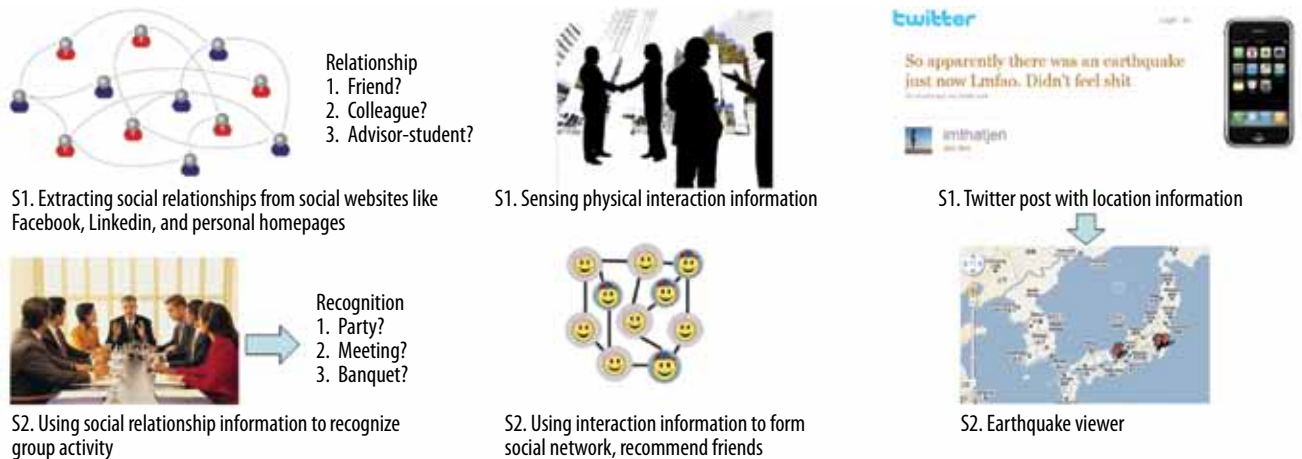 Relationship
1. Friend?
2. Colleague?
3. Advisor-student?
S1. Extracting social relationships from social websites like
Facebook, Linkedin, and personal homepages
Recognition
1. Party?
2. Meeting?
3. Banquet?
S2. Using social relationship information to recognize
group activity
S1. Sensing physical interaction information
S2. Using interaction information to form
social network, recommend friends
twitter
So apparently there was an earthquake
just now Lmfao. Didn't feel shit
imthatjen
S1. Twitter post with location information
S2. Earthquake viewer